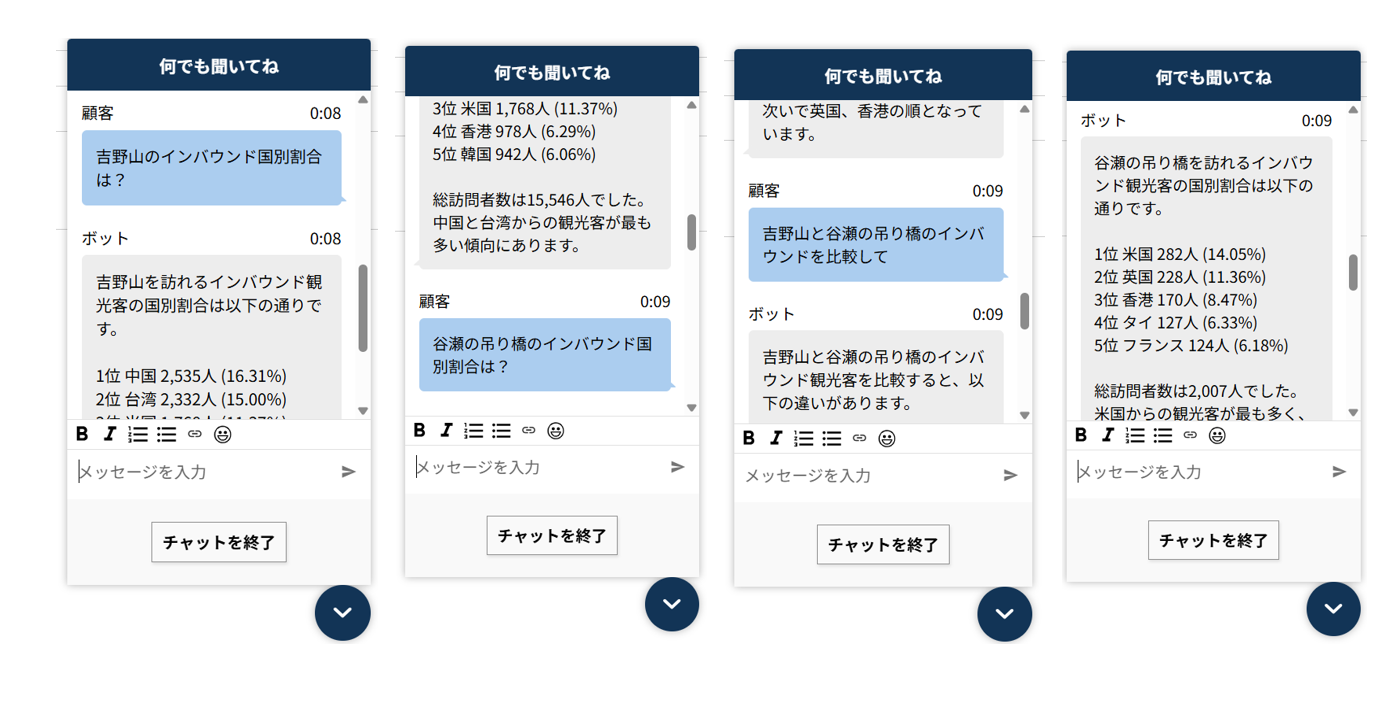 何でも聞いてね
顧客 0:08
吉野山のインバウンド国別割合
は？
ボット 0:08
吉野山を訪れるインバウンド観
光客の国別割合は以下の通りで
す。
1位 中国 2,535人 (16.31%)
2位 台湾 2,332人 (15.00%)
B I
メッセージを入力
チャットを終了
何でも聞いてね
3位 米国 1,768人 (11.37%)
4位 香港 978人 (6.29%)
5位 韓国 942人 (6.06%)
総訪問者数は15,546人でした。
中国と台湾からの観光客が最も
多い傾向にあります。
顧客 0:09
谷瀬の吊り橋のインバウンド国
別割合は？
B I
メッセージを入力
チャットを終了
何でも聞いてね
次いで英国、香港の順となって
います。
顧客 0:09
吉野山と谷瀬の吊り橋のインバ
ウンドを比較して
ボット 0:09
吉野山と谷瀬の吊り橋のインバ
ウンド観光客を比較すると、以
下の違いがあります。
B I
メッセージを入力
チャットを終了
何でも聞いてね
ボット 0:09
谷瀬の吊り橋を訪れるインバウ
ンド観光客の国別割合は以下の
通りです。
1位 米国 282人 (14.05%)
2位 英国 228人 (11.36%)
3位 香港 170人 (8.47%)
4位 タイ 127人 (6.33%)
5位 フランス 124人 (6.18%)
総訪問者数は2,007人でした。
米国からの観光客が最も多く、
B I
メッセージを入力
チャットを終了